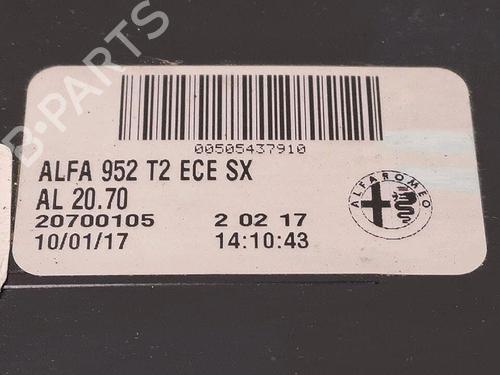 B-PARTS
00505437910
ALFA 952 T2 ECE SX
AL 20.70
20700105 2 02 17
10/01/17 14:10:43
ALFA ROMEO